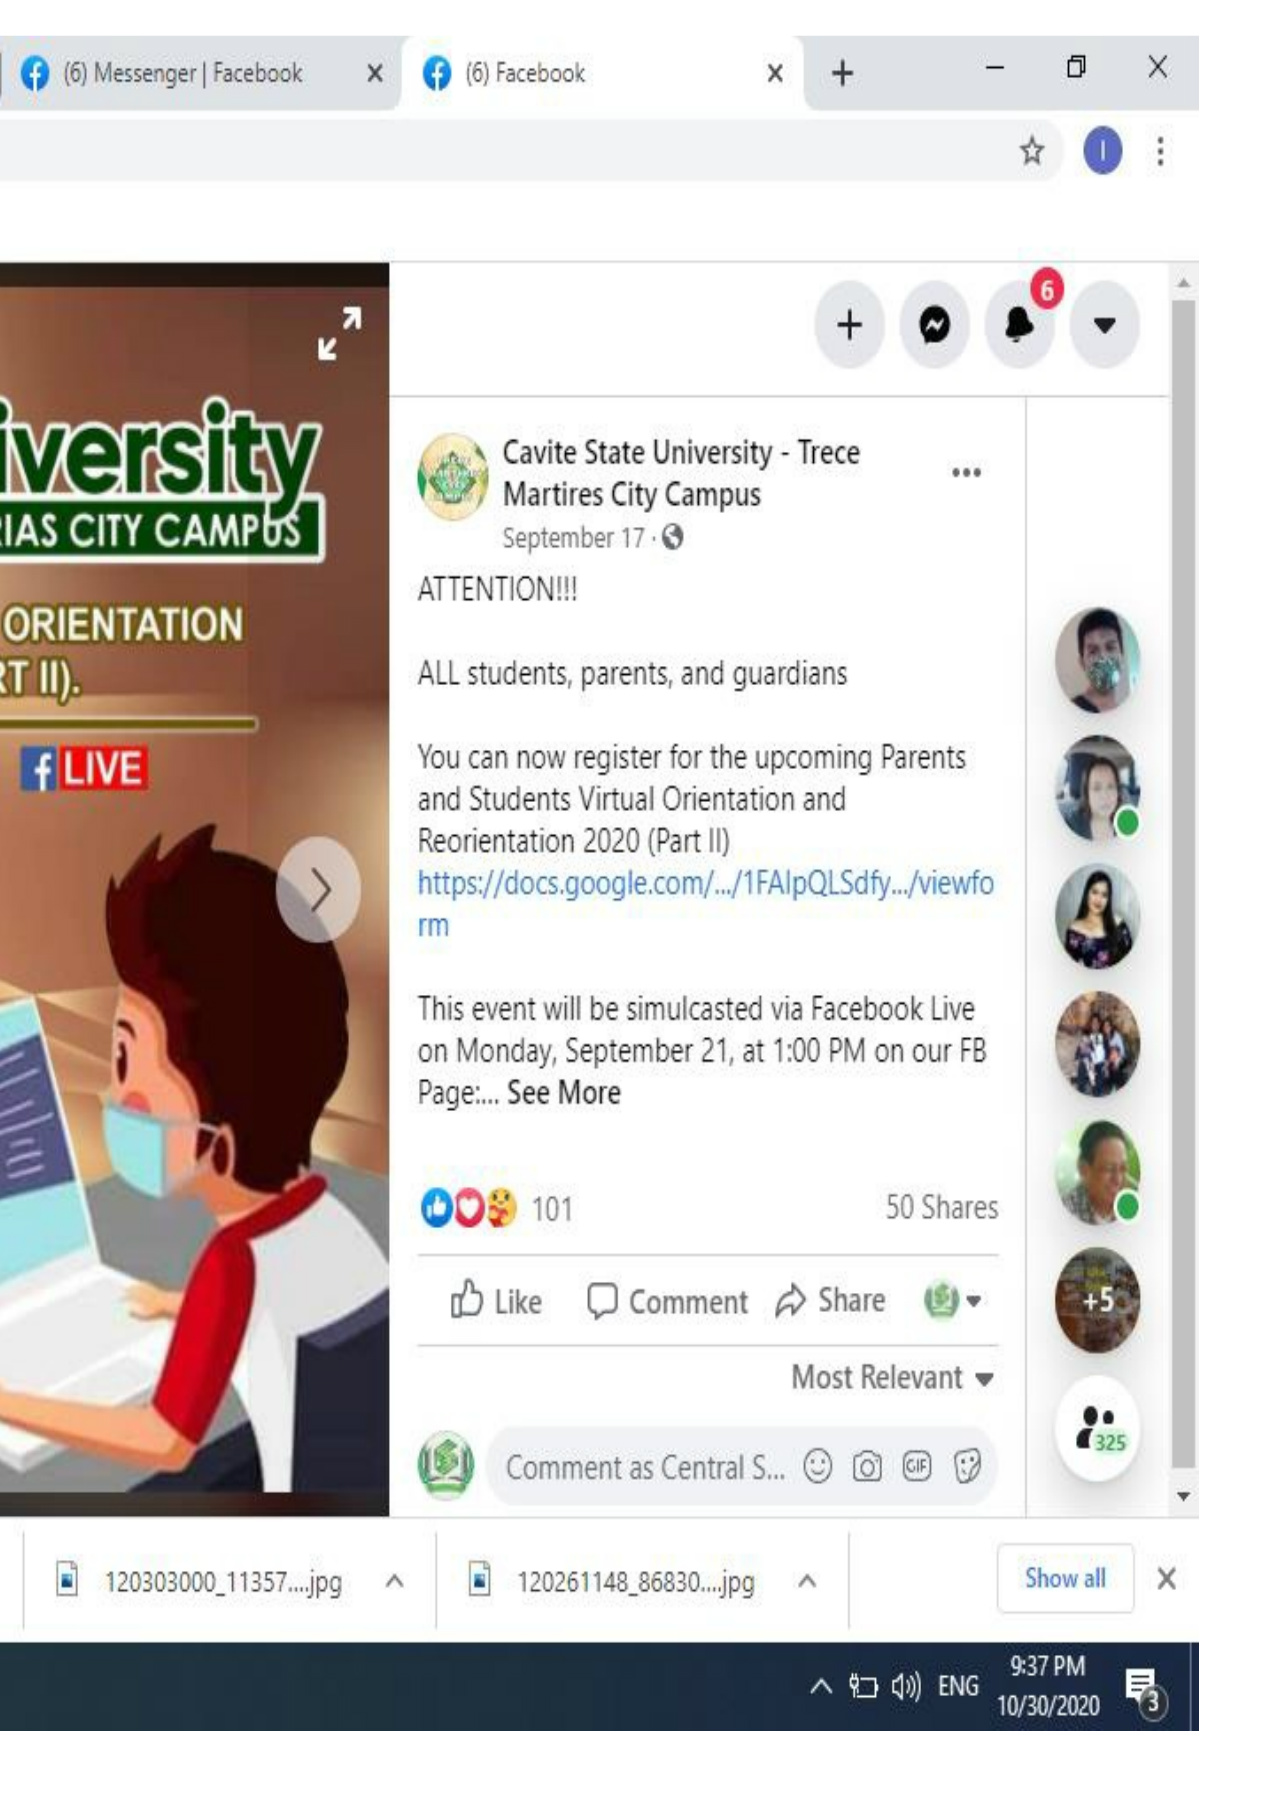 (6) Messenger | Facebook
(6) Facebook
I
6
iversity
RIAS CITY CAMPUS
ORIENTATION
RT II).
f LIVE
Cavite State University - Trece
Martires City Campus
September 17 ·
ATTENTION!!!
ALL students, parents, and guardians
You can now register for the upcoming Parents
and Students Virtual Orientation and
Reorientation 2020 (Part II)
https://docs.google.com/.../1FAIpQLSdfy.../viewfo
rm
This event will be simulcasted via Facebook Live
on Monday, September 21, at 1:00 PM on our FB
Page:... See More
101
50 Shares
Like Comment Share
+5
Most Relevant
325
Comment as Central S... GIF
120303000_11357....jpg
120261148_86830....jpg
Show all
ENG
9:37 PM
10/30/2020
3